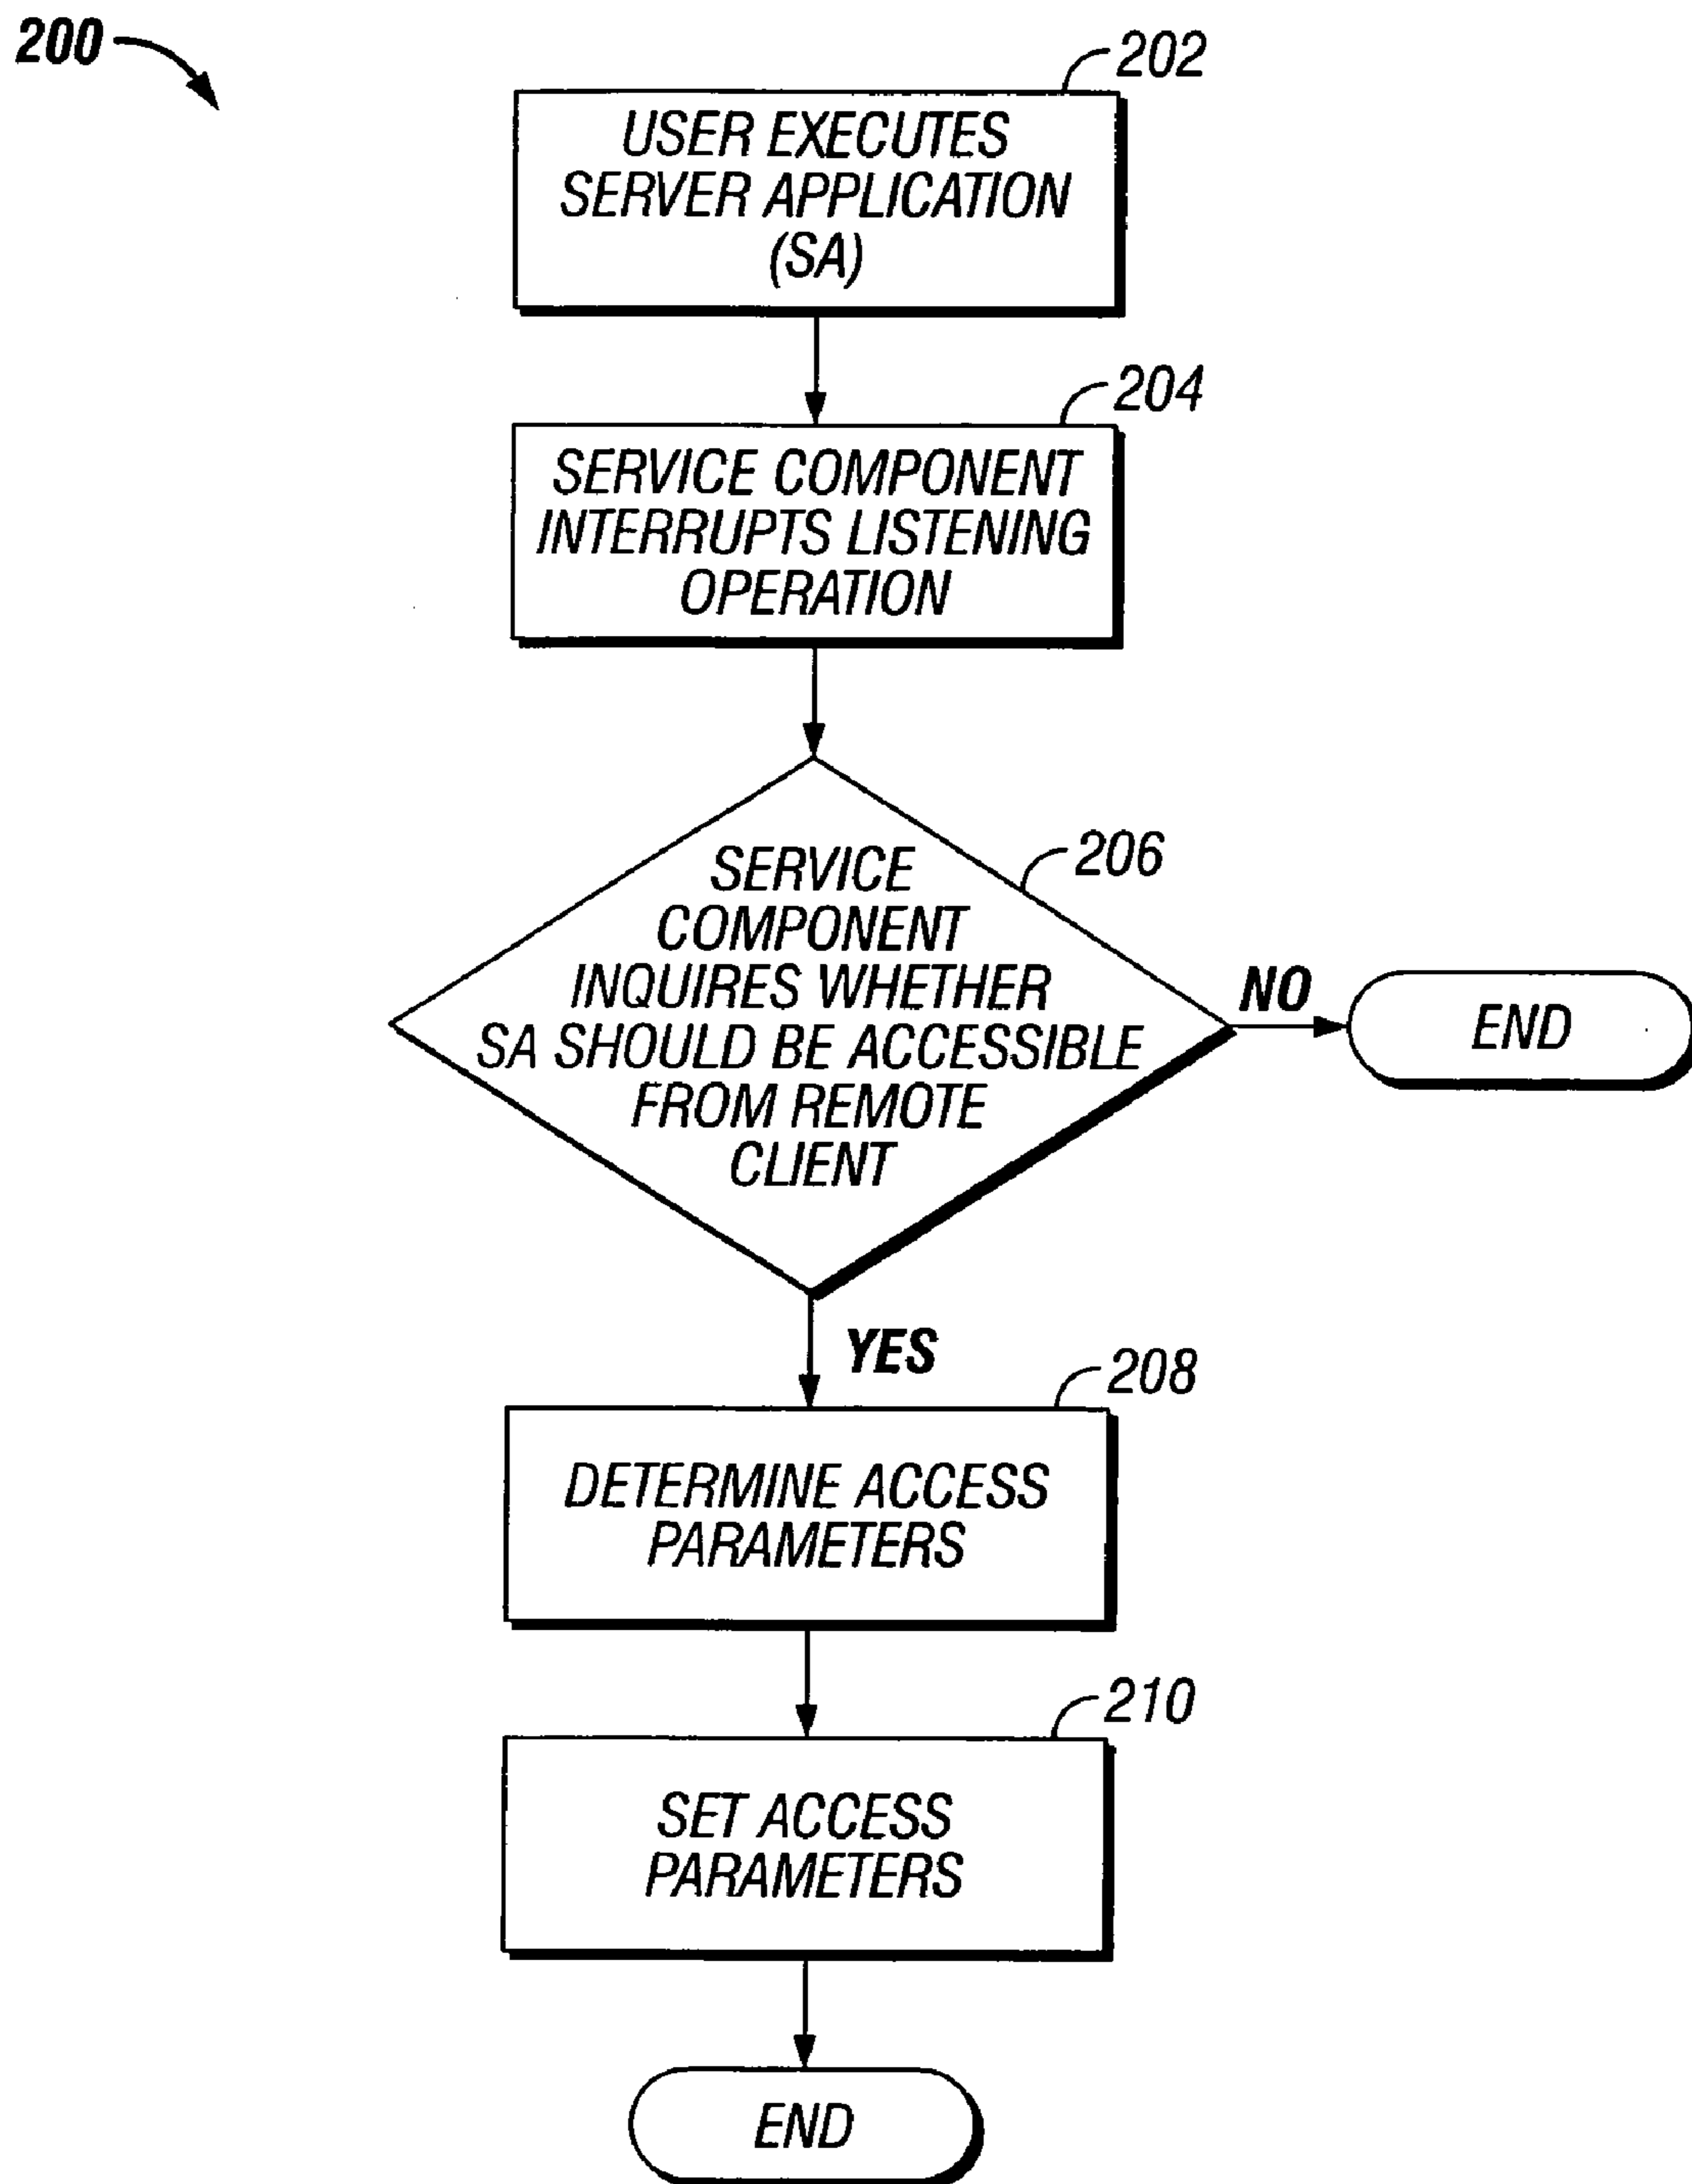 200
202
USER EXECUTES
SERVER APPLICATION
(SA)
204
SERVICE COMPONENT
INTERRUPTS LISTENING
OPERATION
206
SERVICE
COMPONENT
INQUIRES WHETHER
SA SHOULD BE ACCESSIBLE
FROM REMOTE
CLIENT
NO
END
YES
208
DETERMINE ACCESS
PARAMETERS
210
SET ACCESS
PARAMETERS
END